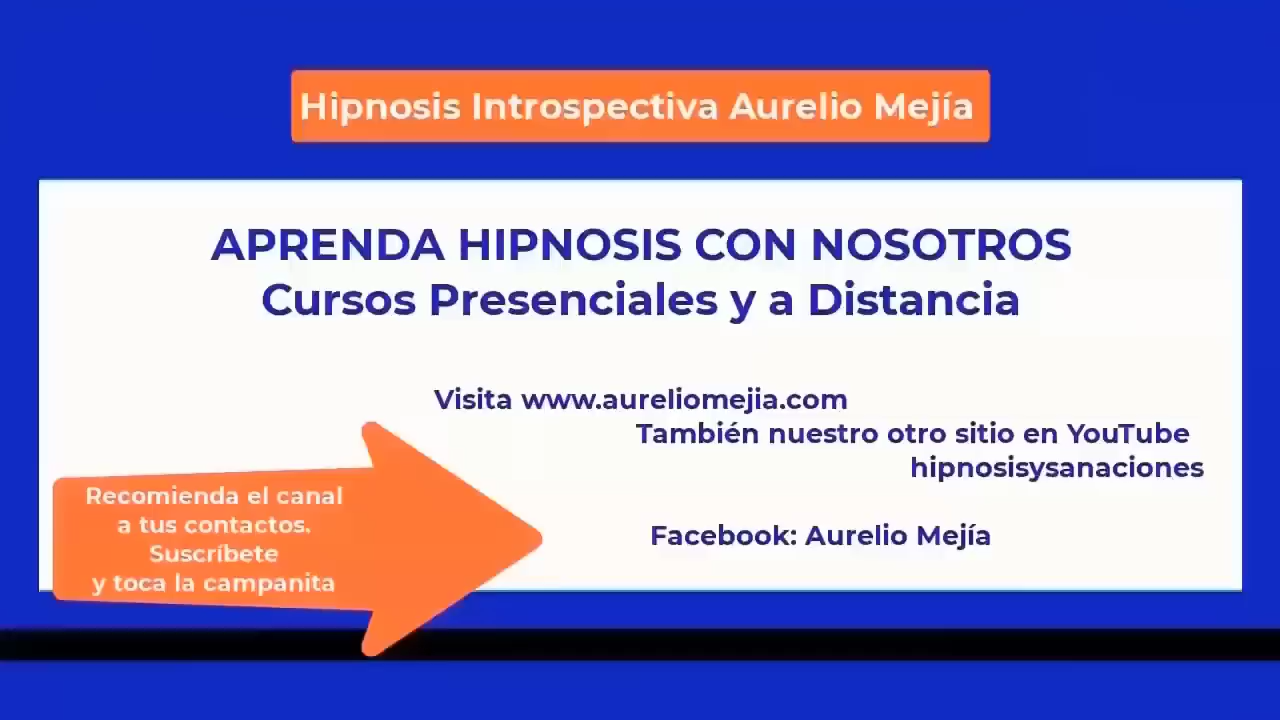 Hipnosis Introspectiva Aurelio Mejía
APRENDA HIPNOSIS CON NOSOTROS
Cursos Presenciales y a Distancia
Visita www.aureliomejia.com
También nuestro otro sitio en YouTube
hipnosisysanaciones
Facebook: Aurelio Mejía
Recomienda el canal
a tus contactos.
Suscríbete
y toca la campanita